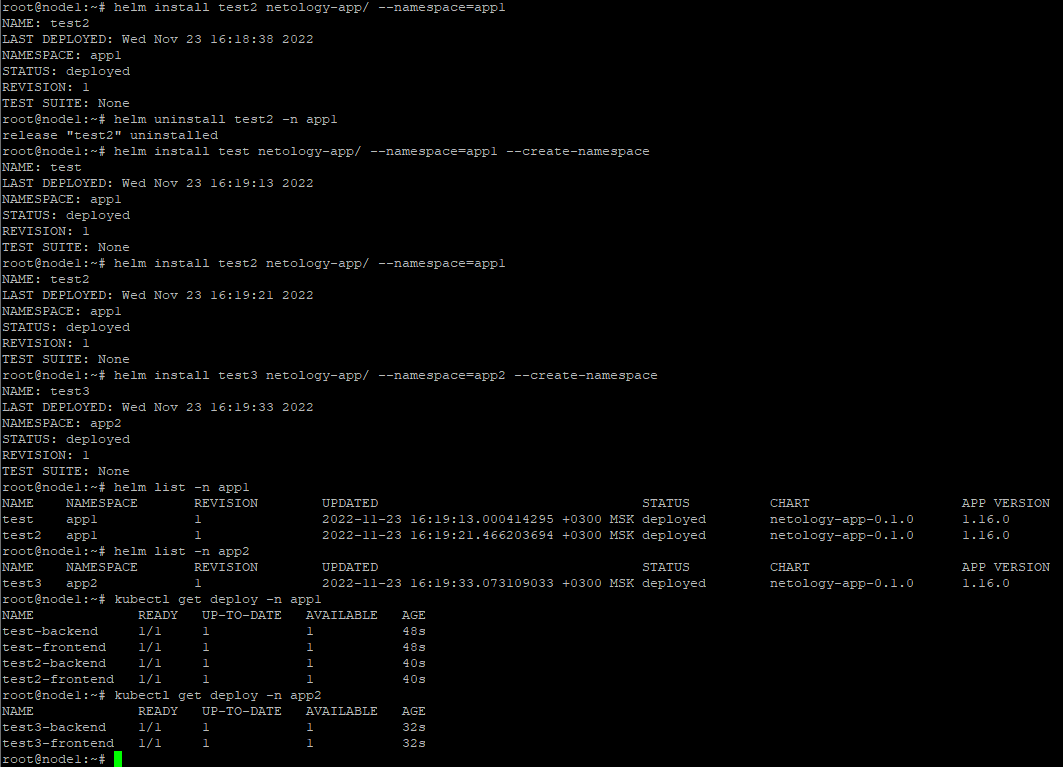 root@node1:~# helm install test2 netology-app/ --namespace=app1
NAME: test2
LAST DEPLOYED: Wed Nov 23 16:18:38 2022
NAMESPACE: app1
STATUS: deployed
REVISION: 1
TEST SUITE: None
root@node1:~# helm uninstall test2 -n app1
release "test2" uninstalled
root@node1:~# helm install test netology-app/ --namespace=app1 --create-namespace
NAME: test
LAST DEPLOYED: Wed Nov 23 16:19:13 2022
NAMESPACE: app1
STATUS: deployed
REVISION: 1
TEST SUITE: None
root@node1:~# helm install test2 netology-app/ --namespace=app1
NAME: test2
LAST DEPLOYED: Wed Nov 23 16:19:21 2022
NAMESPACE: app1
STATUS: deployed
REVISION: 1
TEST SUITE: None
root@node1:~# helm install test3 netology-app/ --namespace=app2 --create-namespace
NAME: test3
LAST DEPLOYED: Wed Nov 23 16:19:33 2022
NAMESPACE: app2
STATUS: deployed
REVISION: 1
TEST SUITE: None
root@node1:~# helm list -n app1
NAME    NAMESPACE       REVISION        UPDATED                                 STATUS          CHART                   APP VERSION
test    app1            1               2022-11-23 16:19:13.000414295 +0300 MSK deployed        netology-app-0.1.0      1.16.0
test2   app1            1               2022-11-23 16:19:21.466203694 +0300 MSK deployed        netology-app-0.1.0      1.16.0
root@node1:~# helm list -n app2
NAME    NAMESPACE       REVISION        UPDATED                                 STATUS          CHART                   APP VERSION
test3   app2            1               2022-11-23 16:19:33.073109033 +0300 MSK deployed        netology-app-0.1.0      1.16.0
root@node1:~# kubectl get deploy -n app1
NAME             READY   UP-TO-DATE   AVAILABLE   AGE
test-backend     1/1     1            1           48s
test-frontend    1/1     1            1           48s
test2-backend    1/1     1            1           40s
test2-frontend   1/1     1            1           40s
root@node1:~# kubectl get deploy -n app2
NAME             READY   UP-TO-DATE   AVAILABLE   AGE
test3-backend    1/1     1            1           32s
test3-frontend   1/1     1            1           32s
root@node1:~#